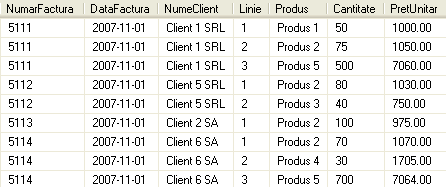 NumarFactura DataFactura NumeClient Linie Produs Cantitate PretUnitar
5111 2007-11-01 Client 1 SRL 1 Produs 1 50 1000.00
5111 2007-11-01 Client 1 SRL 2 Produs 2 75 1050.00
5111 2007-11-01 Client 1 SRL 3 Produs 5 500 7060.00
5112 2007-11-01 Client 5 SRL 1 Produs 2 80 1030.00
5112 2007-11-01 Client 5 SRL 2 Produs 3 40 750.00
5113 2007-11-01 Client 2 SA 1 Produs 2 100 975.00
5114 2007-11-01 Client 6 SA 1 Produs 2 70 1070.00
5114 2007-11-01 Client 6 SA 2 Produs 4 30 1705.00
5114 2007-11-01 Client 6 SA 3 Produs 5 700 7064.00